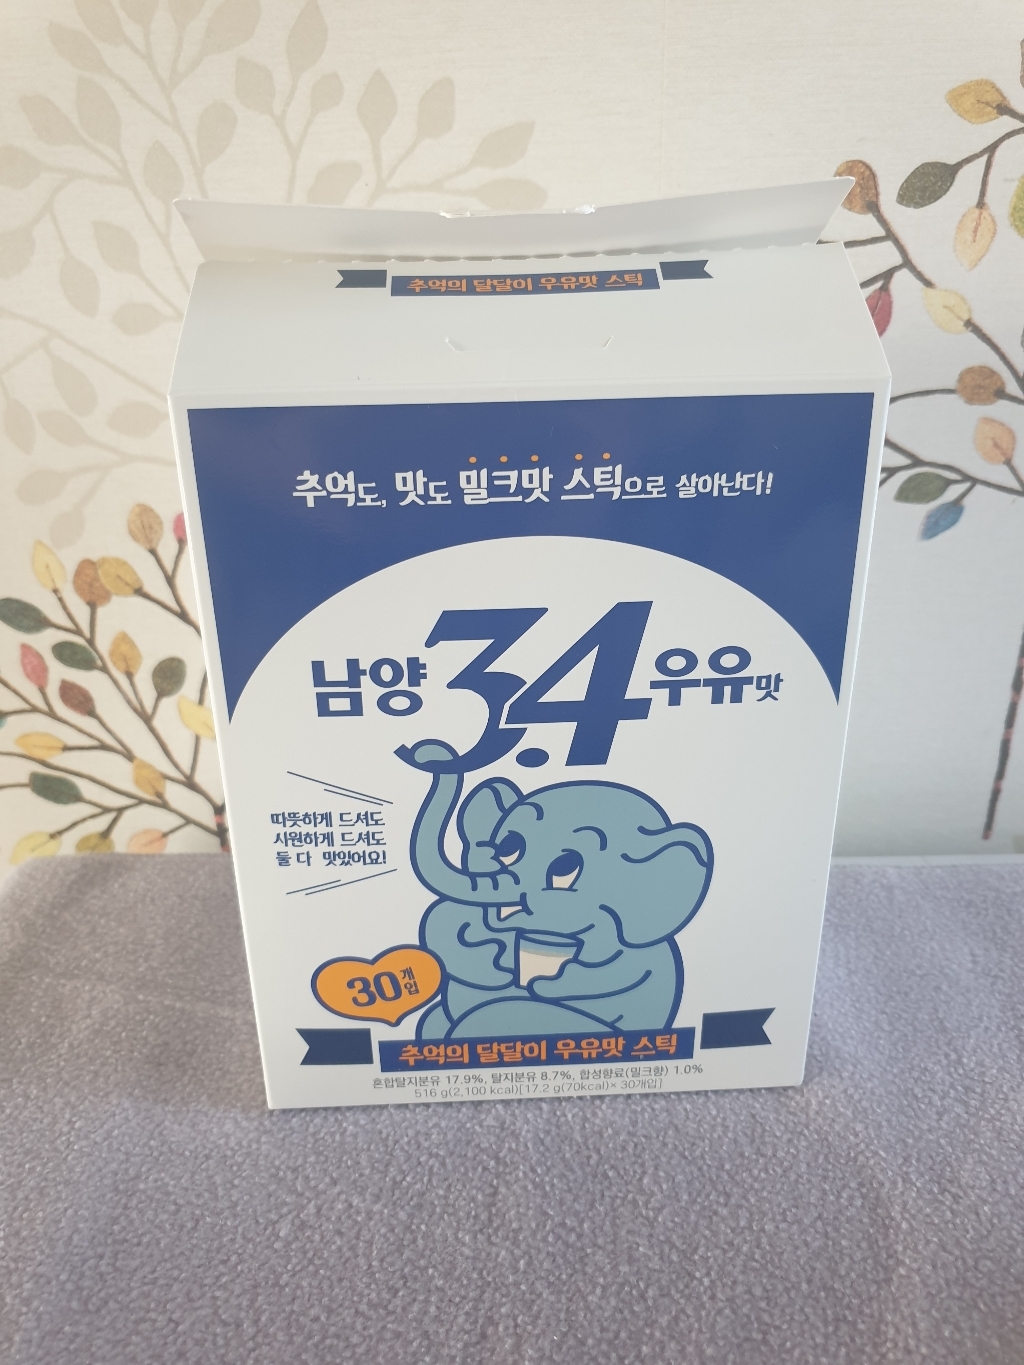 추억의 달달이 우유맛 스틱
추억도, 맛도 밀크맛 스틱으로 살아난다!
남양 3.4 우유맛
따뜻하게 드셔도
시원하게 드셔도
둘 다 맛있어요!
30개입
추억의 달달이 우유맛 스틱
혼합탈지분유 17.9%, 탈지분유 8.7%, 합성향료(밀크향) 1.0%
516 g(2,100 kcal)[17.2 g(70kcal)× 30개입]